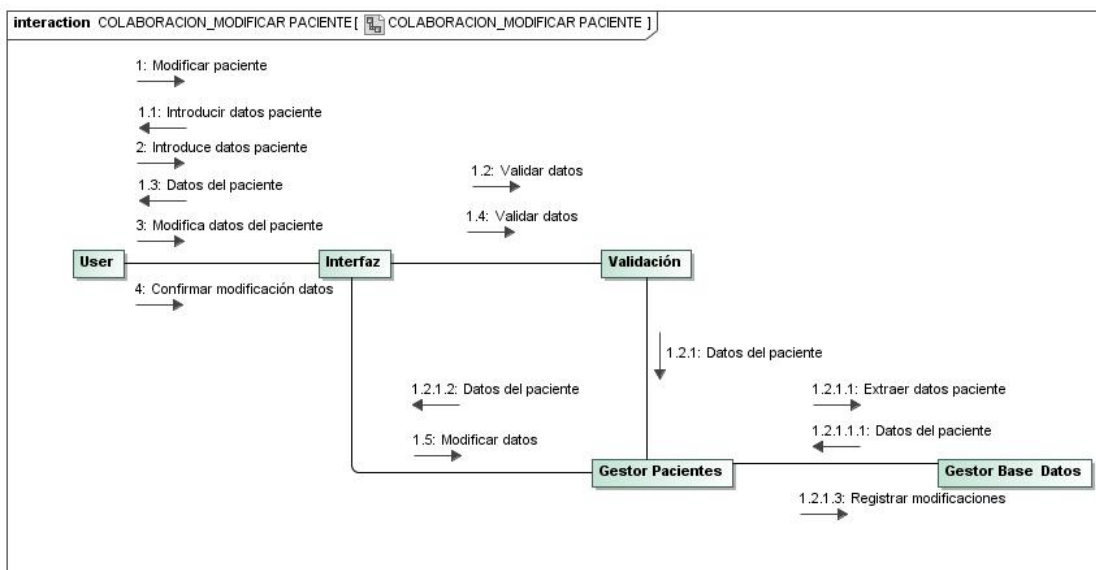 interaction COLABORACION_MODIFICAR PACIENTE [ COLABORACION_MODIFICAR PACIENTE ]
1: Modificar paciente
1.1: Introducir datos paciente
2: Introduce datos paciente
1.3: Datos del paciente
3: Modifica datos del paciente
1.2: Validar datos
1.4: Validar datos
User
Interfaz
Validación
4: Confirmar modificación datos
1.2.1: Datos del paciente
1.2.1.2: Datos del paciente
1.5: Modificar datos
1.2.1.1: Extraer datos paciente
1.2.1.1.1: Datos del paciente
Gestor Pacientes
Gestor Base Datos
1.2.1.3: Registrar modificaciones